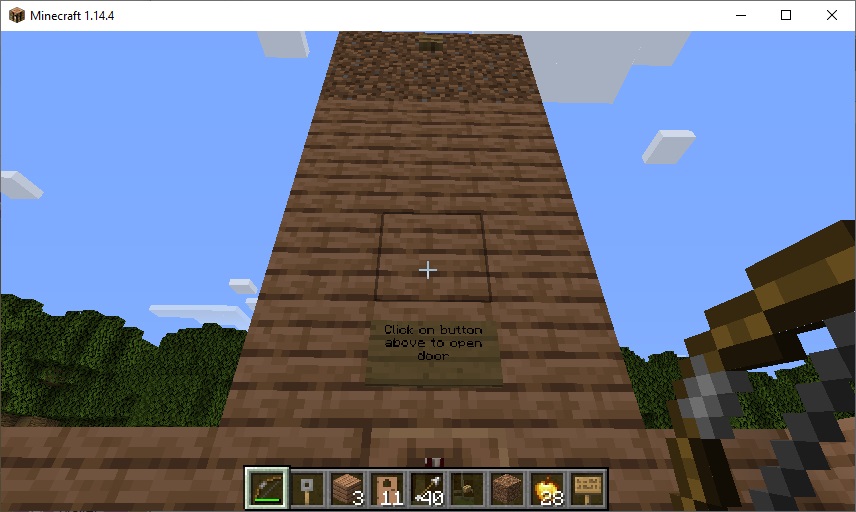 Minecraft 1.14.4
Click on button
above to open
door
3
11
40
28